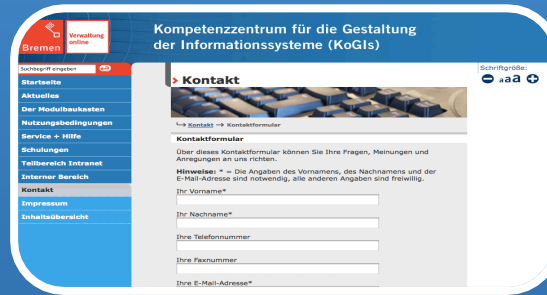 Bremen
Verwaltung
online
Kompetenzzentrum für die Gestaltung
der Informationssysteme (KoGIs)
Suchbegriff eingeben
Startseite
Aktuelles
Der Modulbaukasten
Nutzungsbedingungen
Service + Hilfe
Schulungen
Teilbereich Intranet
Interner Bereich
Kontakt
Impressum
Inhaltsübersicht
Kontakt
Kontakt → Kontaktformular
Kontaktformular
Über dieses Kontaktformular können Sie Ihre Fragen, Meinungen und
Anregungen an uns richten.
Hinweise: * = Die Angaben des Vornamens, des Nachnamens und der
E-Mail-Adresse sind notwendig, alle anderen Angaben sind freiwillig.
Ihr Vorname*
Ihr Nachname*
Ihre Telefonnummer
Ihre Faxnummer
Ihre E-Mail-Adresse*
Schriftgröße:
aaa